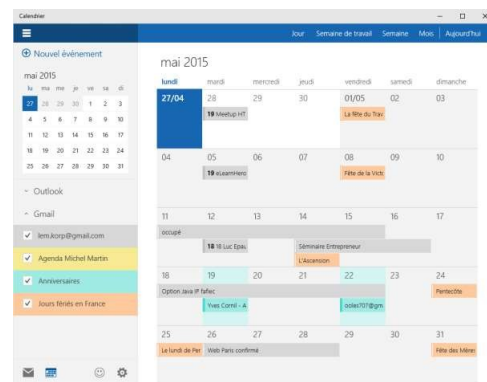 Calendrier
Jour Semaine de travail Semaine Mois Aujourd'hui
Nouvel événement
mai 2015
lu ma me je ve sa di
27 28 29 30 1 2 3
4 5 6 7 8 9 10
11 12 13 14 15 16 17
18 19 20 21 22 23 24
25 26 27 28 29 30 31
Outlook
Gmail
lem.korp@gmail.com
Agenda Michel Martin
Anniversaires
Jours fériés en France
mai 2015
lundi mardi mercredi jeudi vendredi samedi dimanche
27/04 28 29 30 01/05 02 03
19 Meetup HT La fête du Trav
04 05 06 07 08 09 10
19 eLearnHero Fête de la Victo
11 12 13 14 15 16 17
occupé
18 18 Luc Epau Séminaire Entrepreneur
L'Ascension
18 19 20 21 22 23 24
Option Java IP fafiec Pentecôte
Yves Cornil - A ooles707@gm
25 26 27 28 29 30 31
Le lundi de Pen Web Paris confirmé Fête des Mères